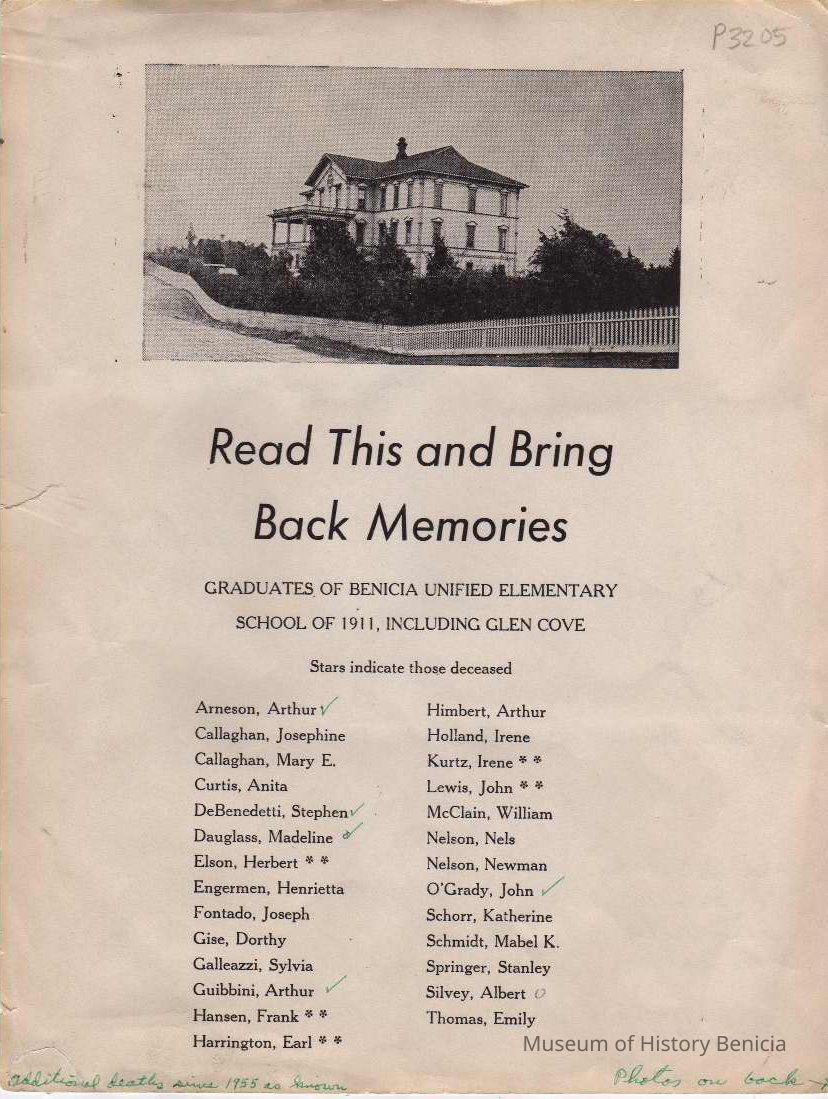 P3205
Read This and Bring
Back Memories
GRADUATES OF BENICIA UNIFIED ELEMENTARY
SCHOOL OF 1911, INCLUDING GLEN COVE
Stars indicate those deceased
Arneson, Arthur ✓
Callaghan, Josephine
Callaghan, Mary E.
Curtis, Anita
DeBenedetti, Stephen ✓
Dauglass, Madeline ✓
Elson, Herbert * *
Engermen, Henrietta
Fontado, Joseph
Gise, Dorthy
Galleazzi, Sylvia
Guibbini, Arthur ✓
Hansen, Frank * *
Harrington, Earl * *
Himbert, Arthur
Holland, Irene
Kurtz, Irene * *
Lewis, John * *
McClain, William
Nelson, Nels
Nelson, Newman
O'Grady, John ✓
Schorr, Katherine
Schmidt, Mabel K.
Springer, Stanley
Silvey, Albert 0
Thomas, Emily
Museum of History Benicia
additional deaths since 1955 as known
Photos on back →